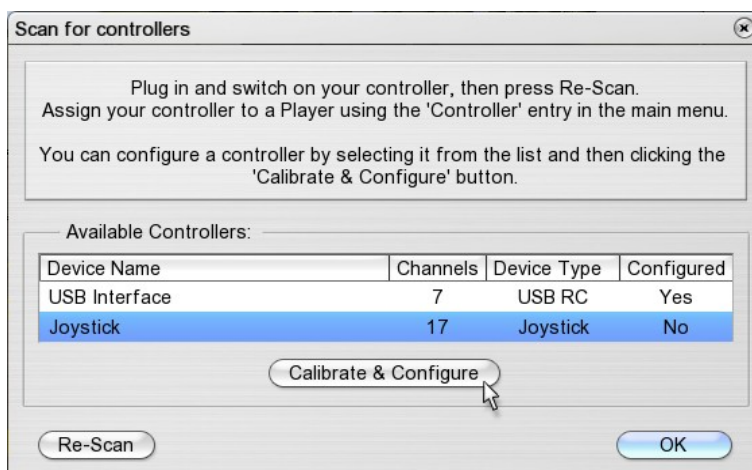 Scan for controllers
Plug in and switch on your controller, then press Re-Scan.
Assign your controller to a Player using the 'Controller' entry in the main menu.
You can configure a controller by selecting it from the list and then clicking the
'Calibrate & Configure' button.
Available Controllers:
Device Name Channels Device Type Configured
USB Interface 7 USB RC Yes
Joystick 17 Joystick No
Calibrate & Configure
Re-Scan OK